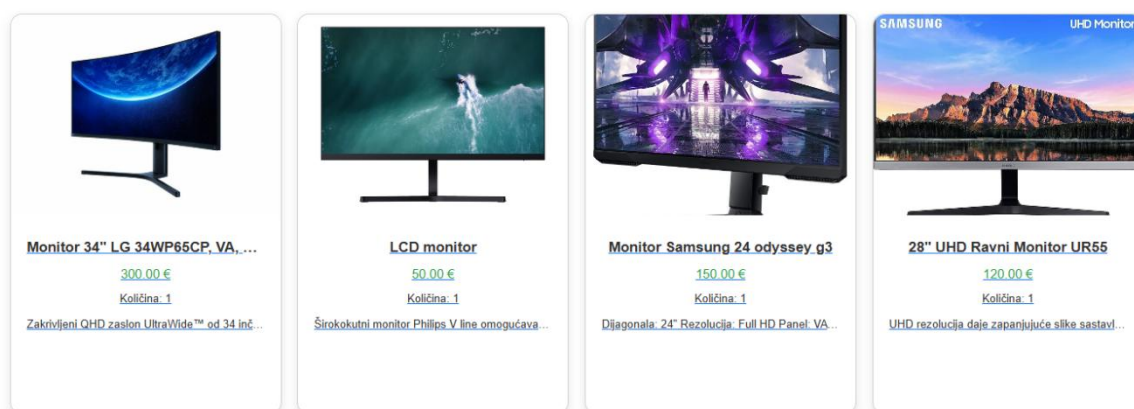 Monitor 34" LG 34WP65CP, VA, ...
300.00 €
Količina: 1
Zakrivljeni QHD zaslon UltraWide™ od 34 inč...
LCD monitor
50.00 €
Količina: 1
Širokokutni monitor Philips V line omogućava...
Monitor Samsung 24 odyssey g3
150.00 €
Količina: 1
Dijagonala: 24" Rezolucija: Full HD Panel: VA...
SAMSUNG
UHD Monitor
28" UHD Ravni Monitor UR55
120.00 €
Količina: 1
UHD rezolucija daje zapanjujuće slike sastavl...